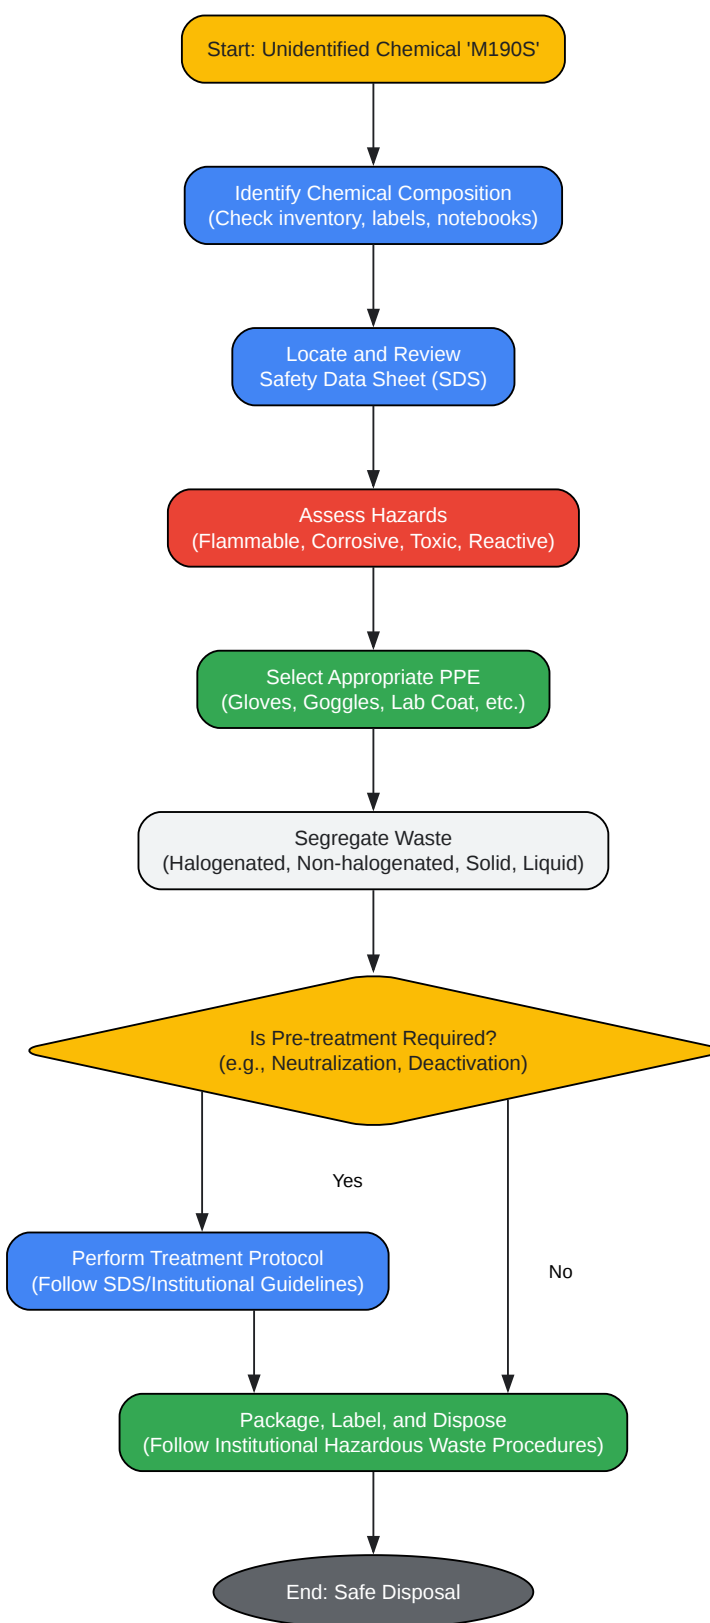 Start: Unidentified Chemical 'M190S'
Identify Chemical Composition
(Check inventory, labels, notebooks)
Locate and Review
Safety Data Sheet (SDS)
Assess Hazards
(Flammable, Corrosive, Toxic, Reactive)
Select Appropriate PPE
(Gloves, Goggles, Lab Coat, etc.)
Segregate Waste
(Halogenated, Non-halogenated, Solid, Liquid)
Is Pre-treatment Required?
(e.g., Neutralization, Deactivation)
Yes
Perform Treatment Protocol
(Follow SDS/Institutional Guidelines)
No
Package, Label, and Dispose
(Follow Institutional Hazardous Waste Procedures)
End: Safe Disposal